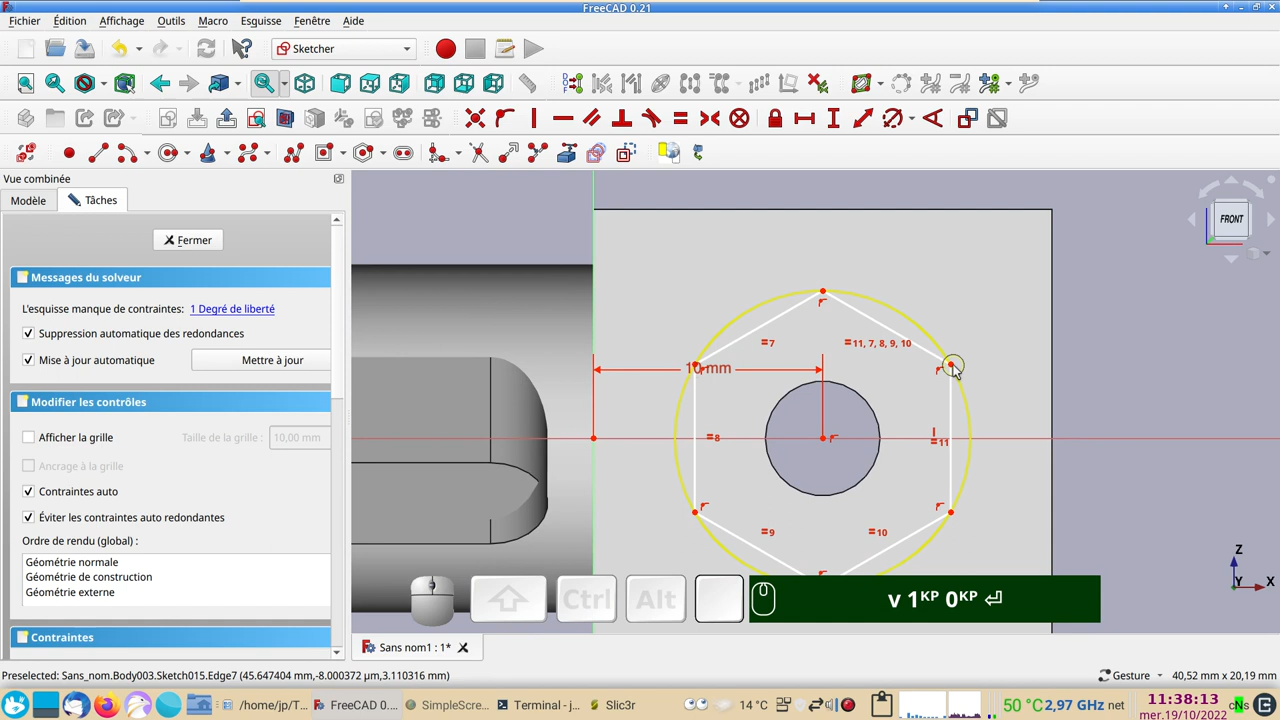 FreeCAD 0.21
Fichier Édition Affichage Outils Macro Esquisse Fenêtre Aide
Sketcher
Vue combinée
Modèle Tâches
Fermer
Messages du solveur
L'esquisse manque de contraintes: 1 Degré de liberté
Suppression automatique des redondances
Mise à jour automatique Mettre à jour
Modifier les contrôles
Afficher la grille Taille de la grille : 10,00 mm
Ancrage à la grille
Contraintes auto
Éviter les contraintes auto redondantes
Ordre de rendu (global) :
Géométrie normale
Géométrie de construction
Géométrie externe
Contraintes
FRONT
=7 =11, 7, 8, 9, 10
10 mm
=8 =11
=9 =10
Z
Y X
Ctrl Alt v 1ᴷᴾ 0ᴷᴾ ⏎
Sans nom1 : 1*
Preselected: Sans_nom.Body003.Sketch015.Edge7 (45.647404 mm,-8.000372 µm,3.110316 mm) Gesture 40,52 mm x 20,19 mm
/home/jp/T... FreeCAD 0.... SimpleScre... Terminal - j... Slic3r 14 °C 50 °C 2,97 GHz net 11:38:13 cNs
mer.19/10/2022